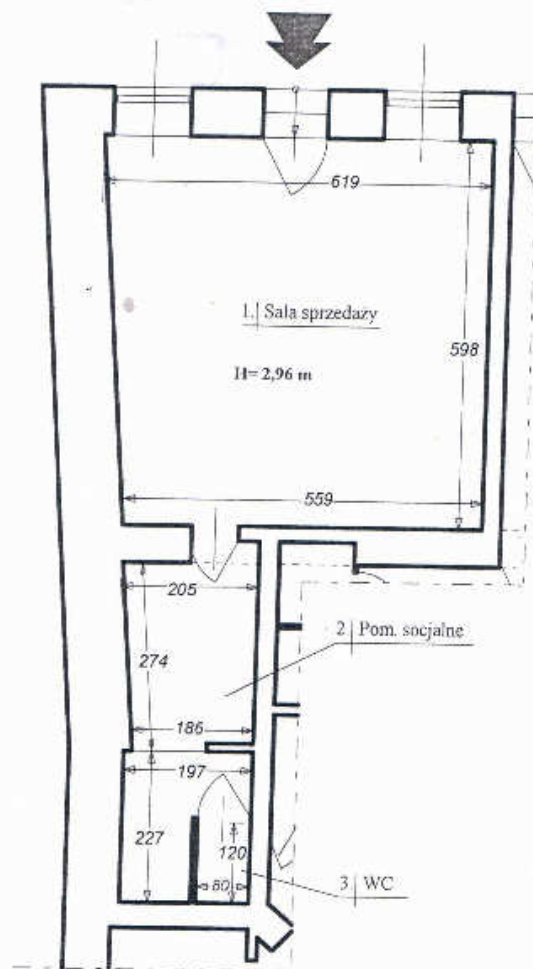 619
1. Sala sprzedaży
598
H= 2,96 m
559
205
2 Pom. socjalne
274
186
197
227
120
80
3. WC